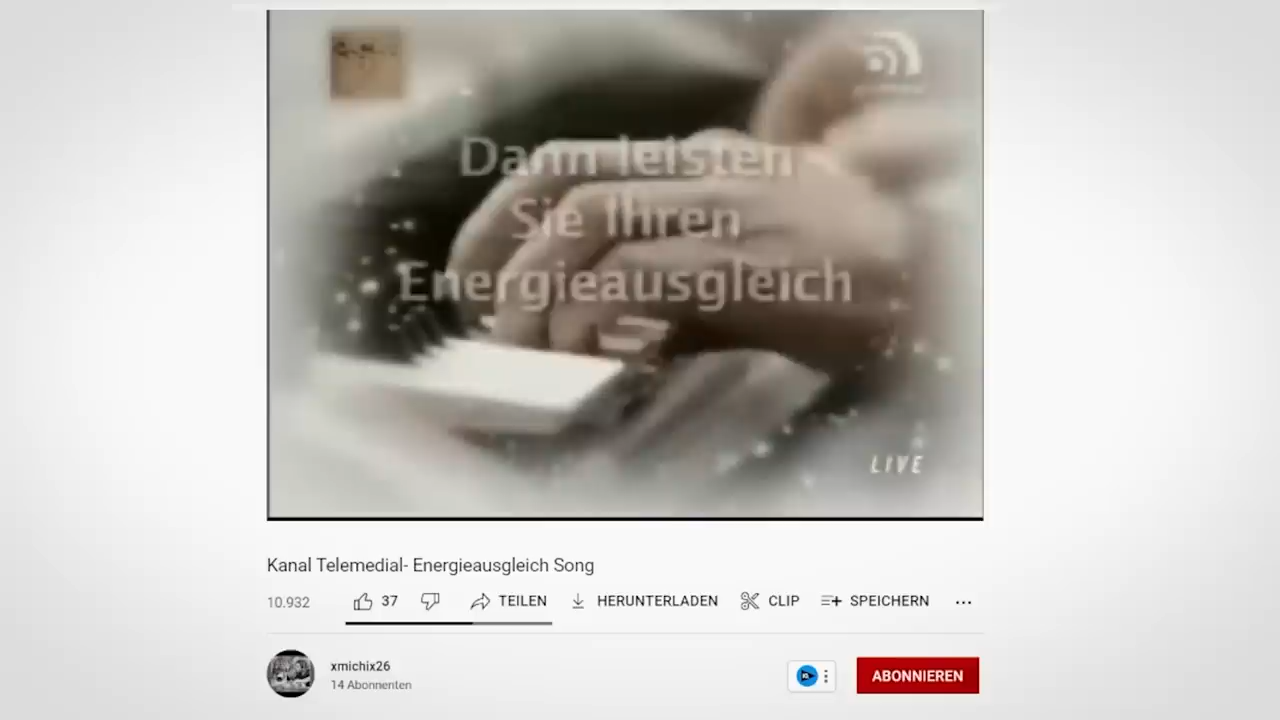 Dann leisten
Sie Ihren
Energieausgleich
LIVE
Kanal Telemedial- Energieausgleich Song
10.932 37 TEILEN HERUNTERLADEN CLIP SPEICHERN ...
xmichix26
14 Abonnenten
ABONNIEREN